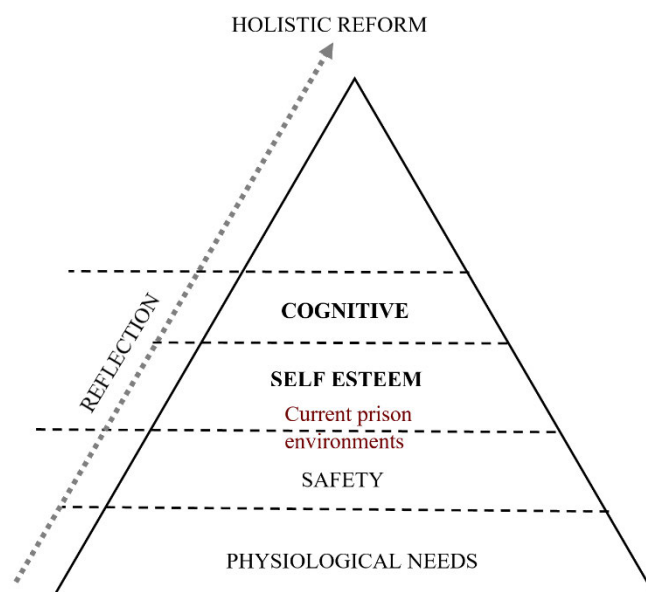 HOLISTIC REFORM
REFLECTION
COGNITIVE
SELF ESTEEM
Current prison
environments
SAFETY
PHYSIOLOGICAL NEEDS